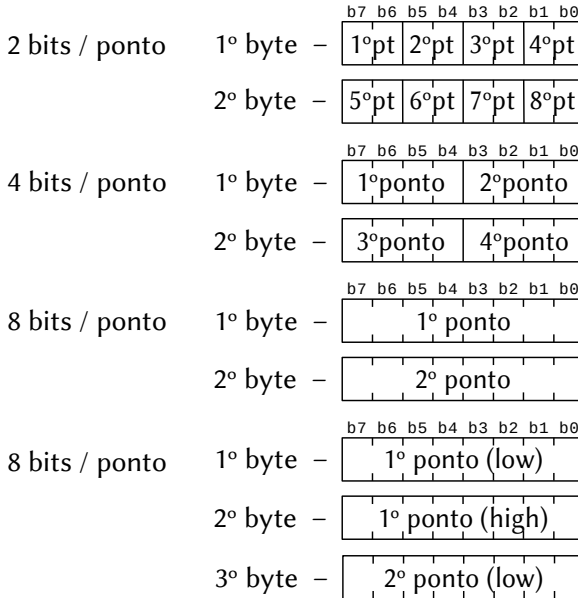 b7 b6 b5 b4 b3 b2 b1 b0
2 bits / ponto 1º byte – 1ºpt 2ºpt 3ºpt 4ºpt
2º byte – 5ºpt 6ºpt 7ºpt 8ºpt
b7 b6 b5 b4 b3 b2 b1 b0
4 bits / ponto 1º byte – 1ºponto 2ºponto
2º byte – 3ºponto 4ºponto
b7 b6 b5 b4 b3 b2 b1 b0
8 bits / ponto 1º byte – 1º ponto
2º byte – 2º ponto
b7 b6 b5 b4 b3 b2 b1 b0
8 bits / ponto 1º byte – 1º ponto (low)
2º byte – 1º ponto (high)
3º byte – 2º ponto (low)